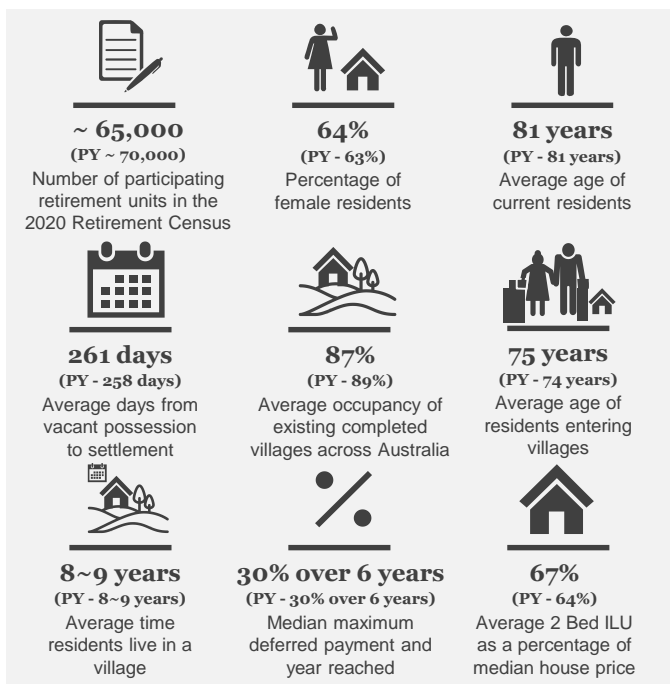 ~ 65,000
(PY ~ 70,000)
Number of participating
retirement units in the
2020 Retirement Census
64%
(PY - 63%)
Percentage of
female residents
81 years
(PY - 81 years)
Average age of
current residents
261 days
(PY - 258 days)
Average days from
vacant possession
to settlement
87%
(PY - 89%)
Average occupancy of
existing completed
villages across Australia
75 years
(PY - 74 years)
Average age of
residents entering
villages
8~9 years
(PY - 8~9 years)
Average time
residents live in a
village
30% over 6 years
(PY - 30% over 6 years)
Median maximum
deferred payment and
year reached
67%
(PY - 64%)
Average 2 Bed ILU
as a percentage of
median house price